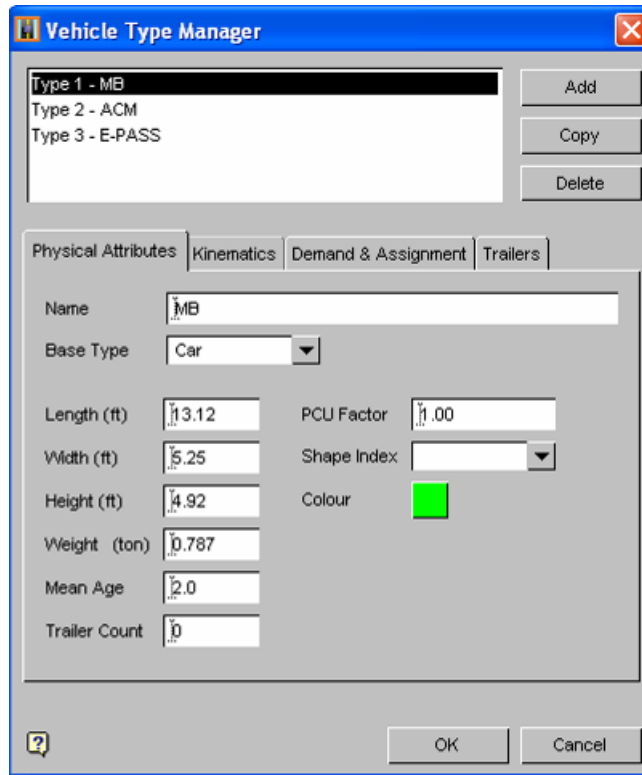 Vehicle Type Manager
Type 1 - MB
Type 2 - ACM
Type 3 - E-PASS
Add
Copy
Delete
Physical Attributes Kinematics Demand & Assignment Trailers
Name MB
Base Type Car
Length (ft) 13.12 PCU Factor 1.00
Width (ft) 5.25 Shape Index
Height (ft) 4.92 Colour
Weight (ton) 0.787
Mean Age 2.0
Trailer Count 0
? OK Cancel